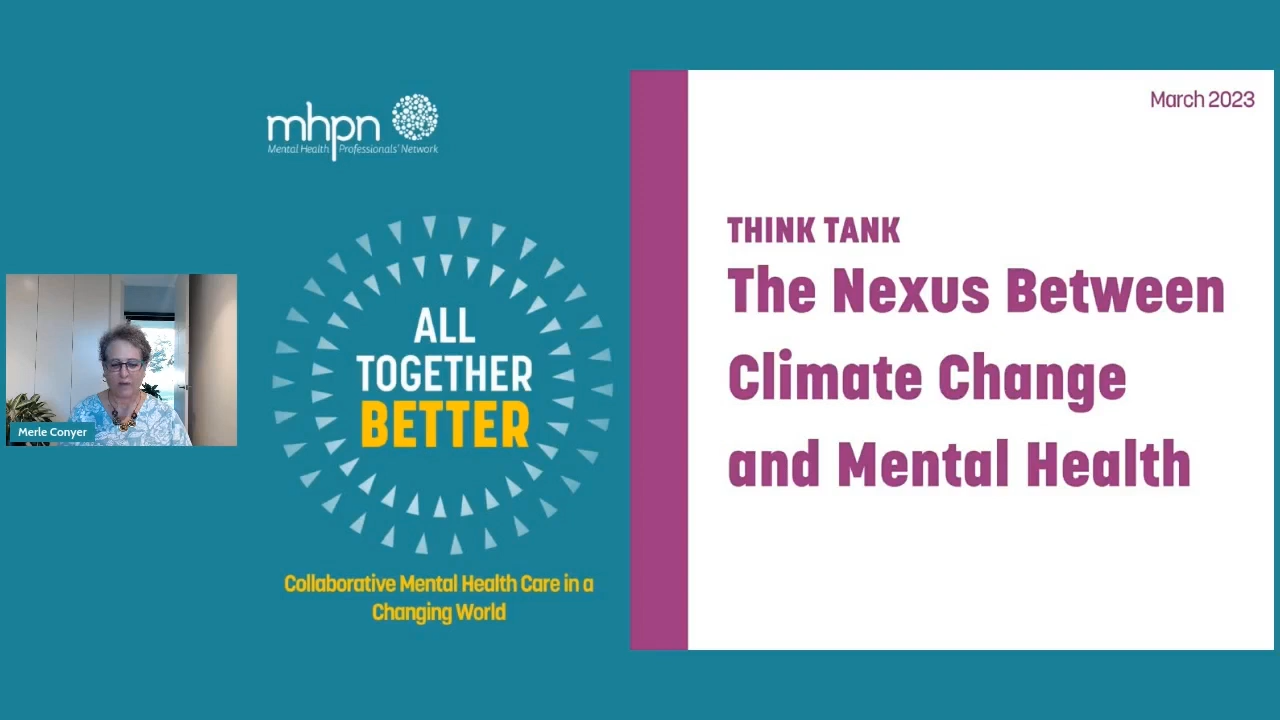 mhpn
Mental Health Professionals' Network
ALL
TOGETHER
BETTER
Collaborative Mental Health Care in a
Changing World
Merle Conyer
March 2023
THINK TANK
The Nexus Between
Climate Change
and Mental Health